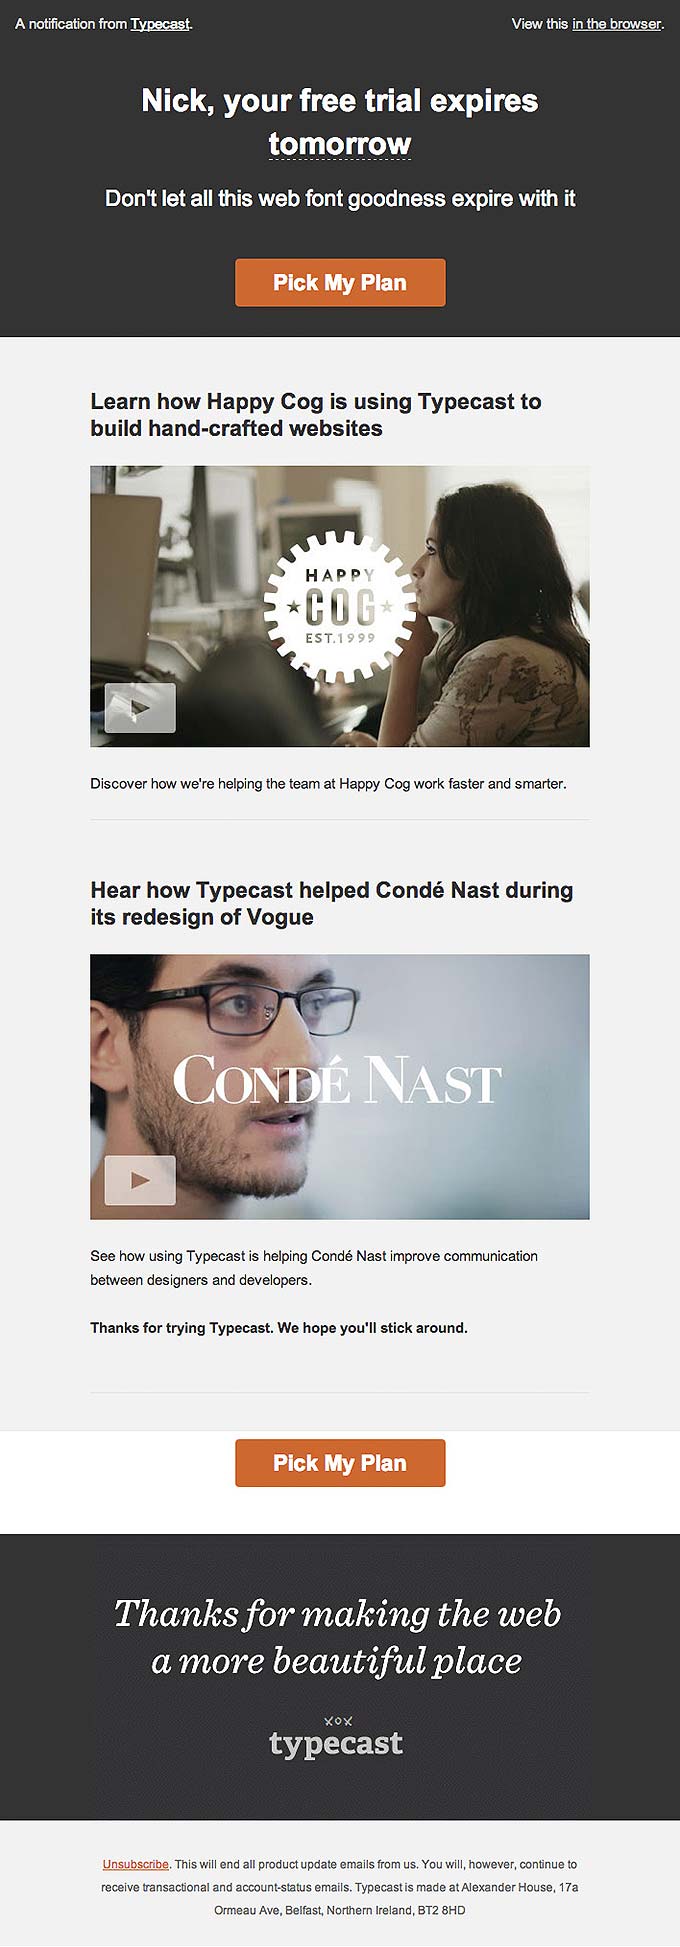 A notification from Typecast.
View this in the browser.
Nick, your free trial expires
tomorrow
Don't let all this web font goodness expire with it
Pick My Plan
Learn how Happy Cog is using Typecast to
build hand-crafted websites
HAPPY
COG
EST.1999
Discover how we're helping the team at Happy Cog work faster and smarter.
Hear how Typecast helped Condé Nast during
its redesign of Vogue
CONDÉ NAST
See how using Typecast is helping Condé Nast improve communication
between designers and developers.
Thanks for trying Typecast. We hope you'll stick around.
Pick My Plan
Thanks for making the web
a more beautiful place
xox
typecast
Unsubscribe. This will end all product update emails from us. You will, however, continue to
receive transactional and account-status emails. Typecast is made at Alexander House, 17a
Ormeau Ave, Belfast, Northern Ireland, BT2 8HD